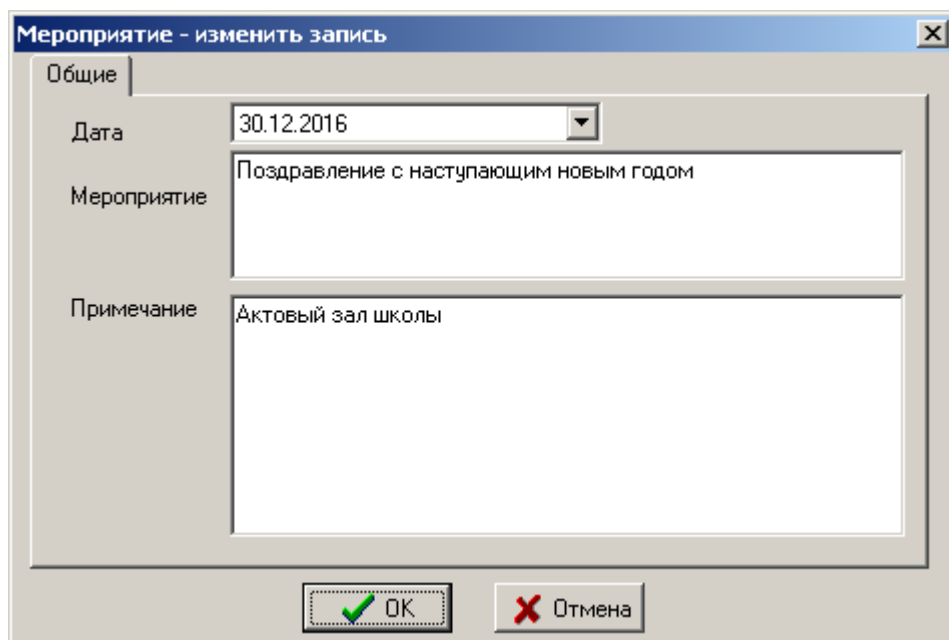 Мероприятие - изменить запись
Общие
Дата
30.12.2016
Мероприятие
Поздравление с наступающим новым годом
Примечание
Актовый зал школы
OK
Отмена